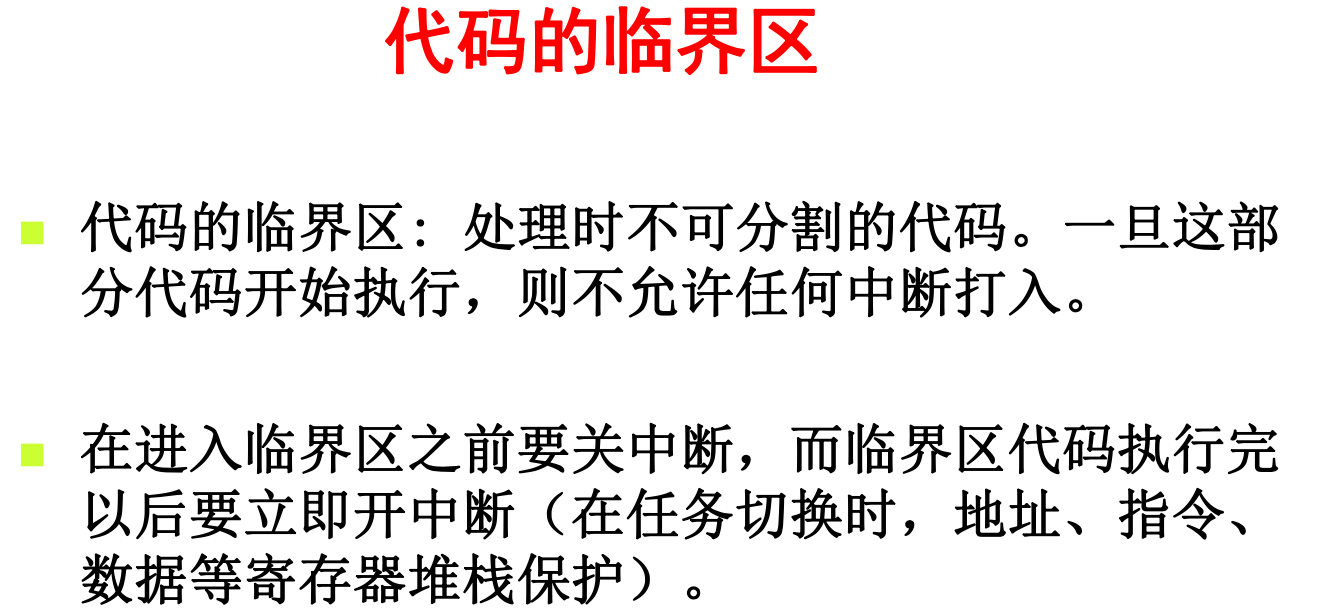 代码的临界区
代码的临界区：处理时不可分割的代码。一旦这部
分代码开始执行，则不允许任何中断打入。
在进入临界区之前要关中断，而临界区代码执行完
以后要立即开中断（在任务切换时，地址、指令、
数据等寄存器堆栈保护）。